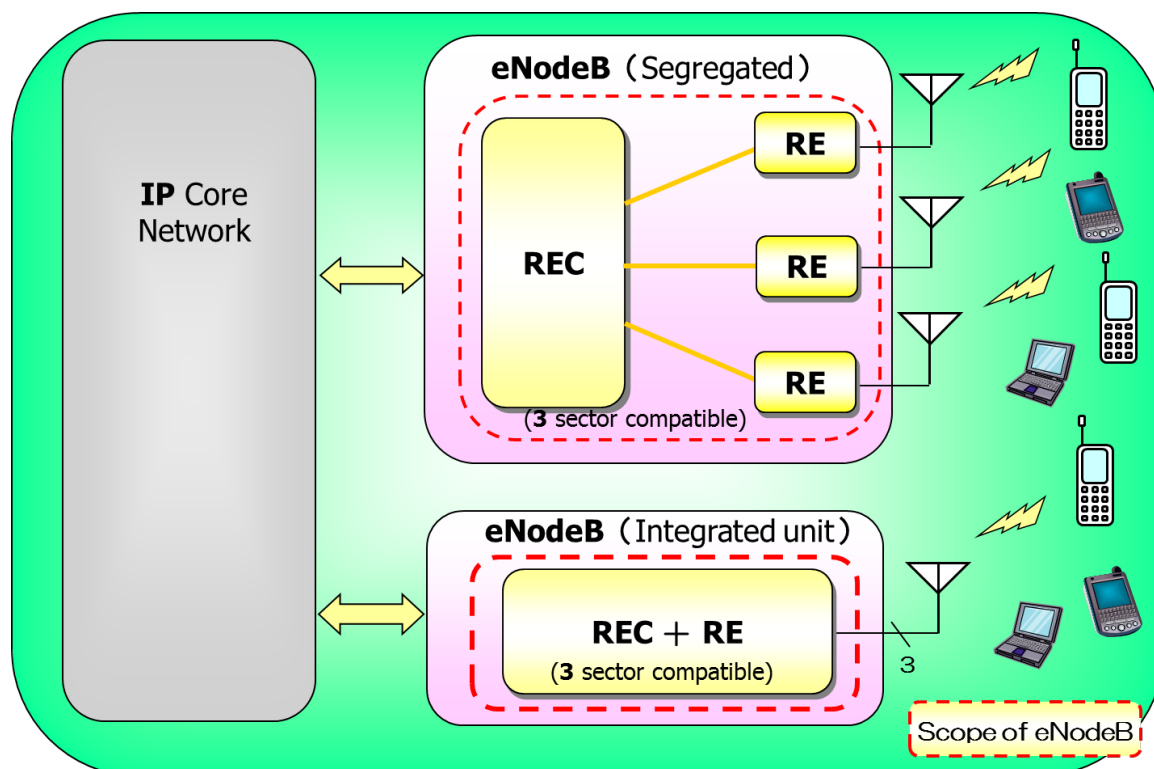 IP Core
Network
eNodeB（Segregated）
REC
RE
RE
RE
(3 sector compatible)
eNodeB（Integrated unit）
REC＋RE
(3 sector compatible)
3
Scope of eNodeB